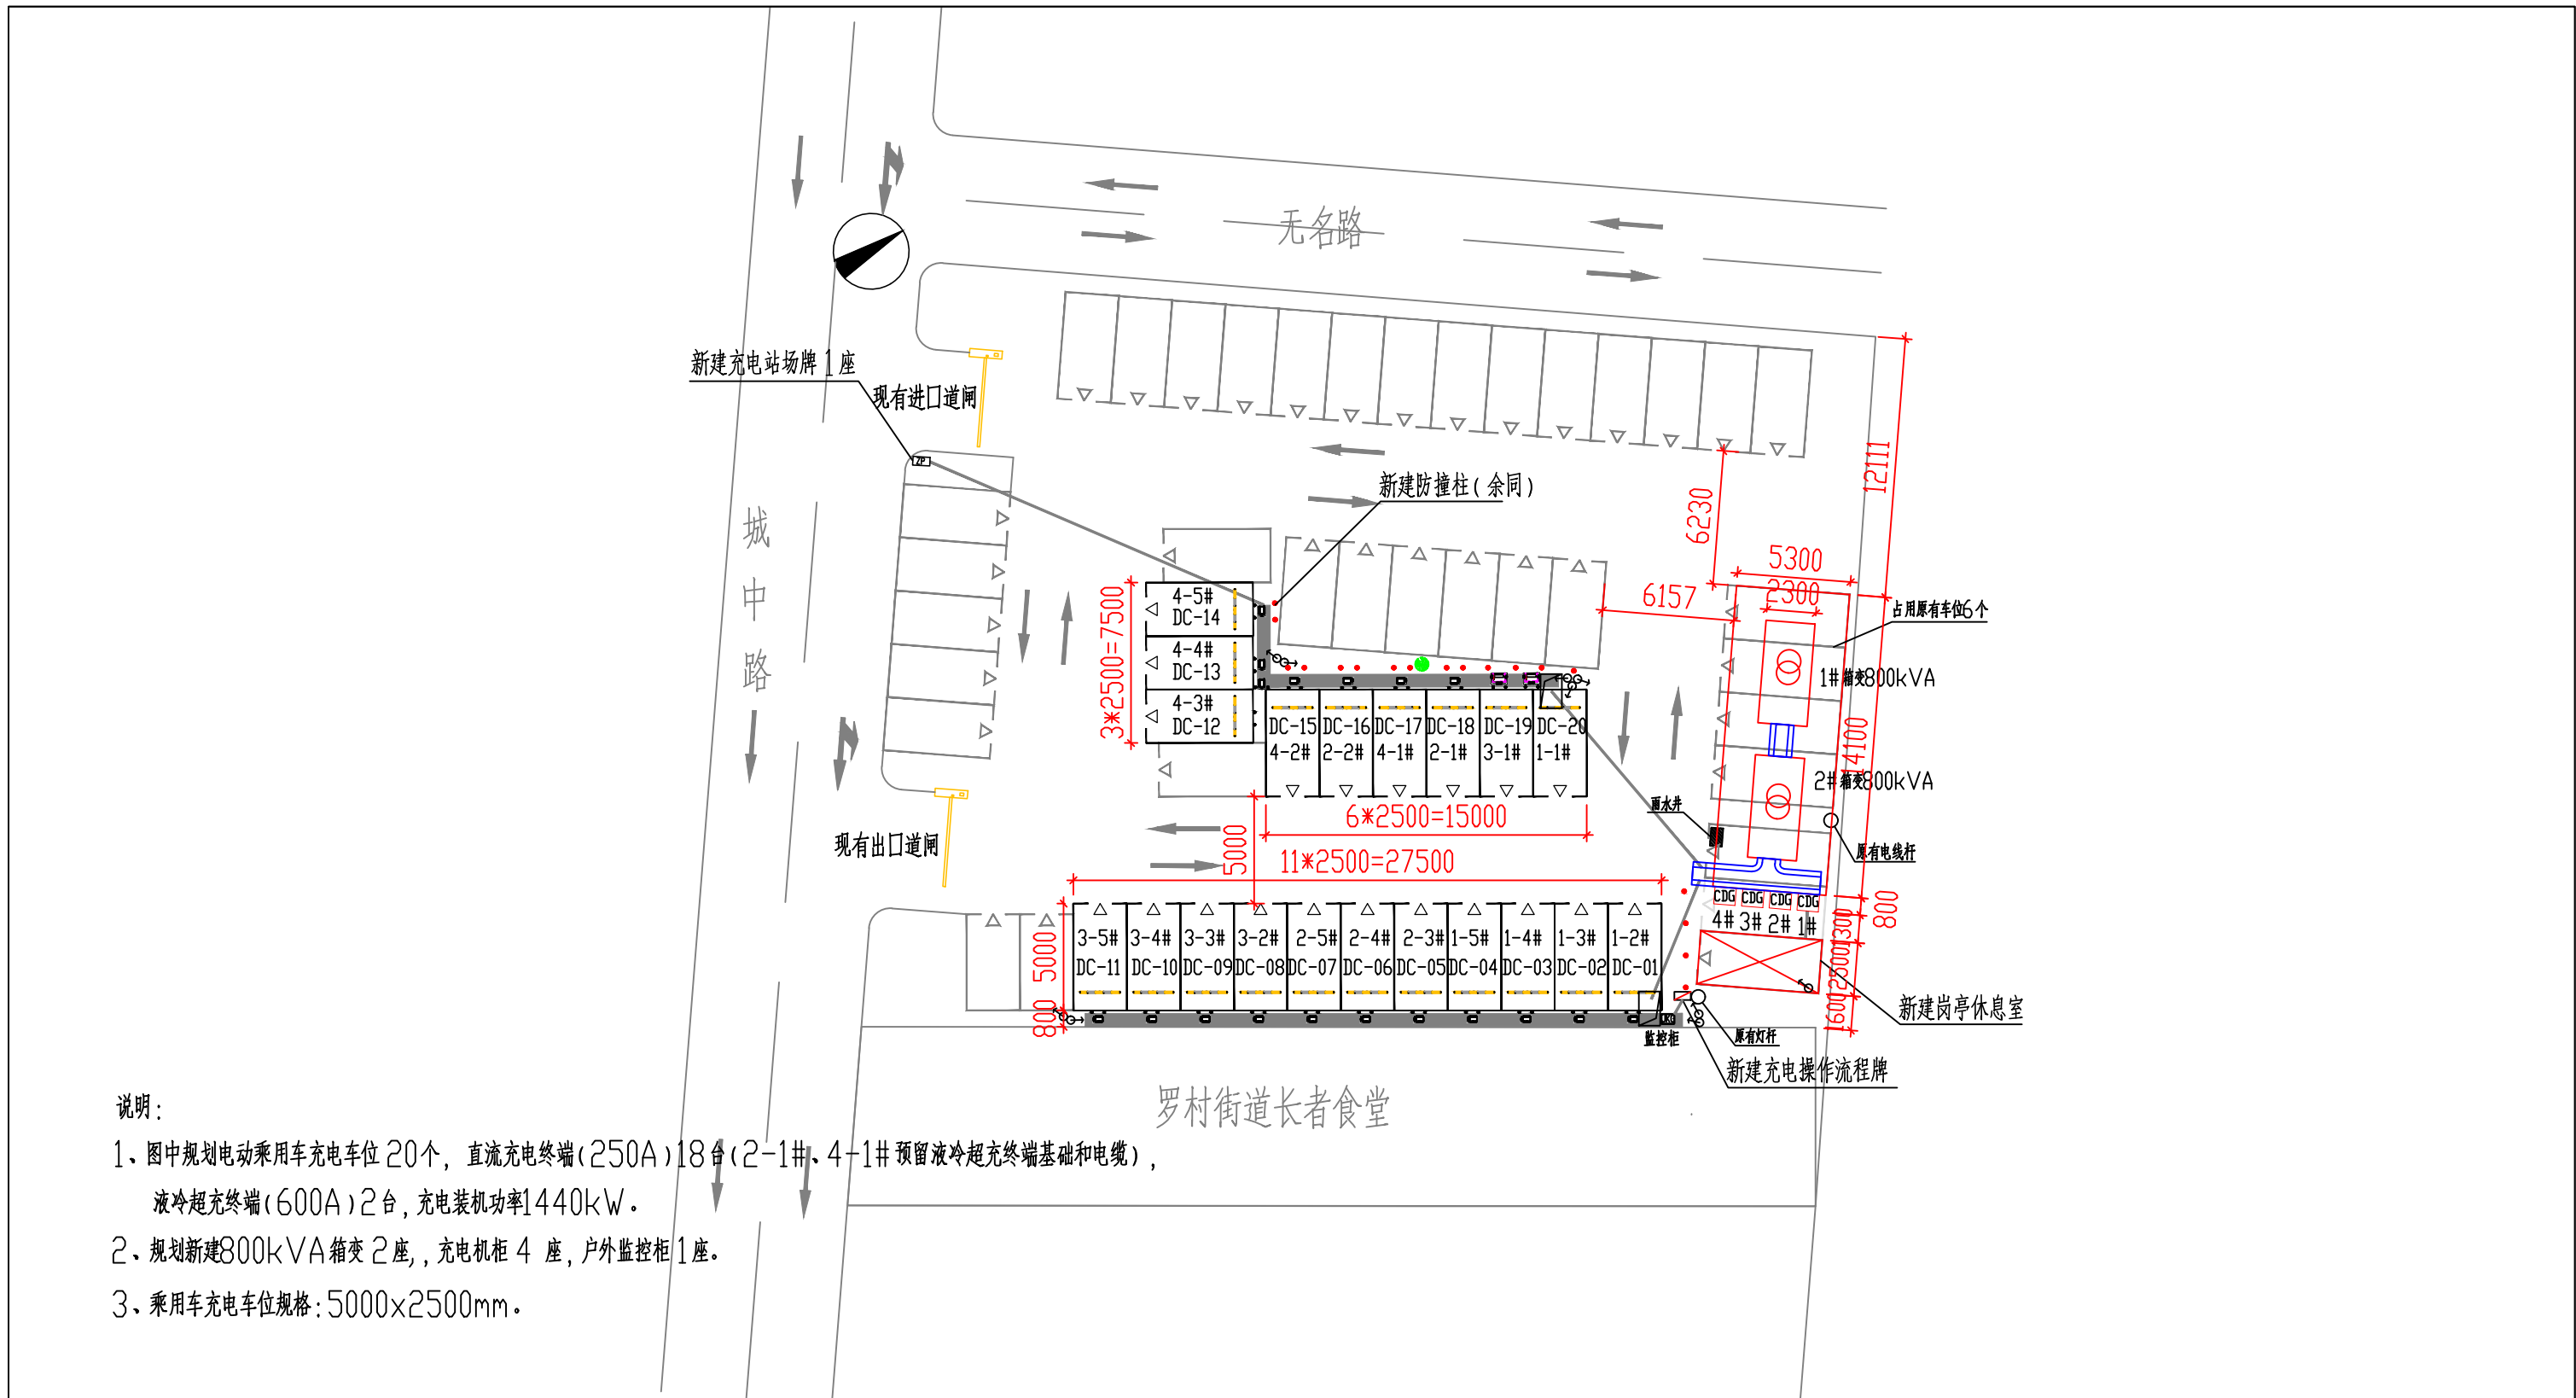 无名路
新建充电站场牌 1座
现有进口道闸
ZP
12111
新建防撞柱(余同)
6230
城中路
5300
2300
6157
占用原有车位6个
3*2500=7500
4-5#
DC-14
4-4#
DC-13
4-3#
DC-12
1#箱变800kVA
DC-15 DC-16 DC-17 DC-18 DC-19 DC-20
4-2# 2-2# 4-1# 2-1# 3-1# 1-1#
14100
2#箱变800kVA
雨水井
6*2500=15000
现有出口道闸
5000
11*2500=27500
原有电线杆
CDG CDG CDG CDG
4# 3# 2# 1#
800
1300
3-5# 3-4# 3-3# 3-2# 2-5# 2-4# 2-3# 1-5# 1-4# 1-3# 1-2#
DC-11 DC-10 DC-09 DC-08 DC-07 DC-06 DC-05 DC-04 DC-03 DC-02 DC-01
5000
2500
800
1600
新建岗亭休息室
监控柜
原有灯杆
新建充电操作流程牌
罗村街道长者食堂
说明:
1、图中规划电动乘用车充电车位 20个, 直流充电终端(250A)18台(2-1#、4-1#预留液冷超充终端基础和电缆),
液冷超充终端(600A)2台,充电装机功率1440kW。
2、规划新建800kVA箱变 2座,,充电机柜 4 座,户外监控柜 1座。
3、乘用车充电车位规格:5000x2500mm。